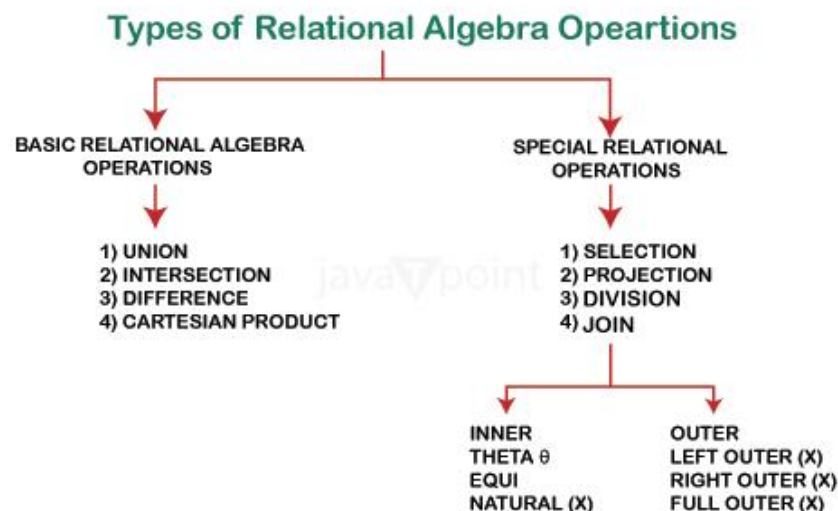 Types of Relational Algebra Opeartions
BASIC RELATIONAL ALGEBRA
OPERATIONS
SPECIAL RELATIONAL
OPERATIONS
1) UNION
2) INTERSECTION
3) DIFFERENCE
4) CARTESIAN PRODUCT
1) SELECTION
2) PROJECTION
3) DIVISION
4) JOIN
javaTpoint
INNER
THETA θ
EQUI
NATURAL (X)
OUTER
LEFT OUTER (X)
RIGHT OUTER (X)
FULL OUTER (X)